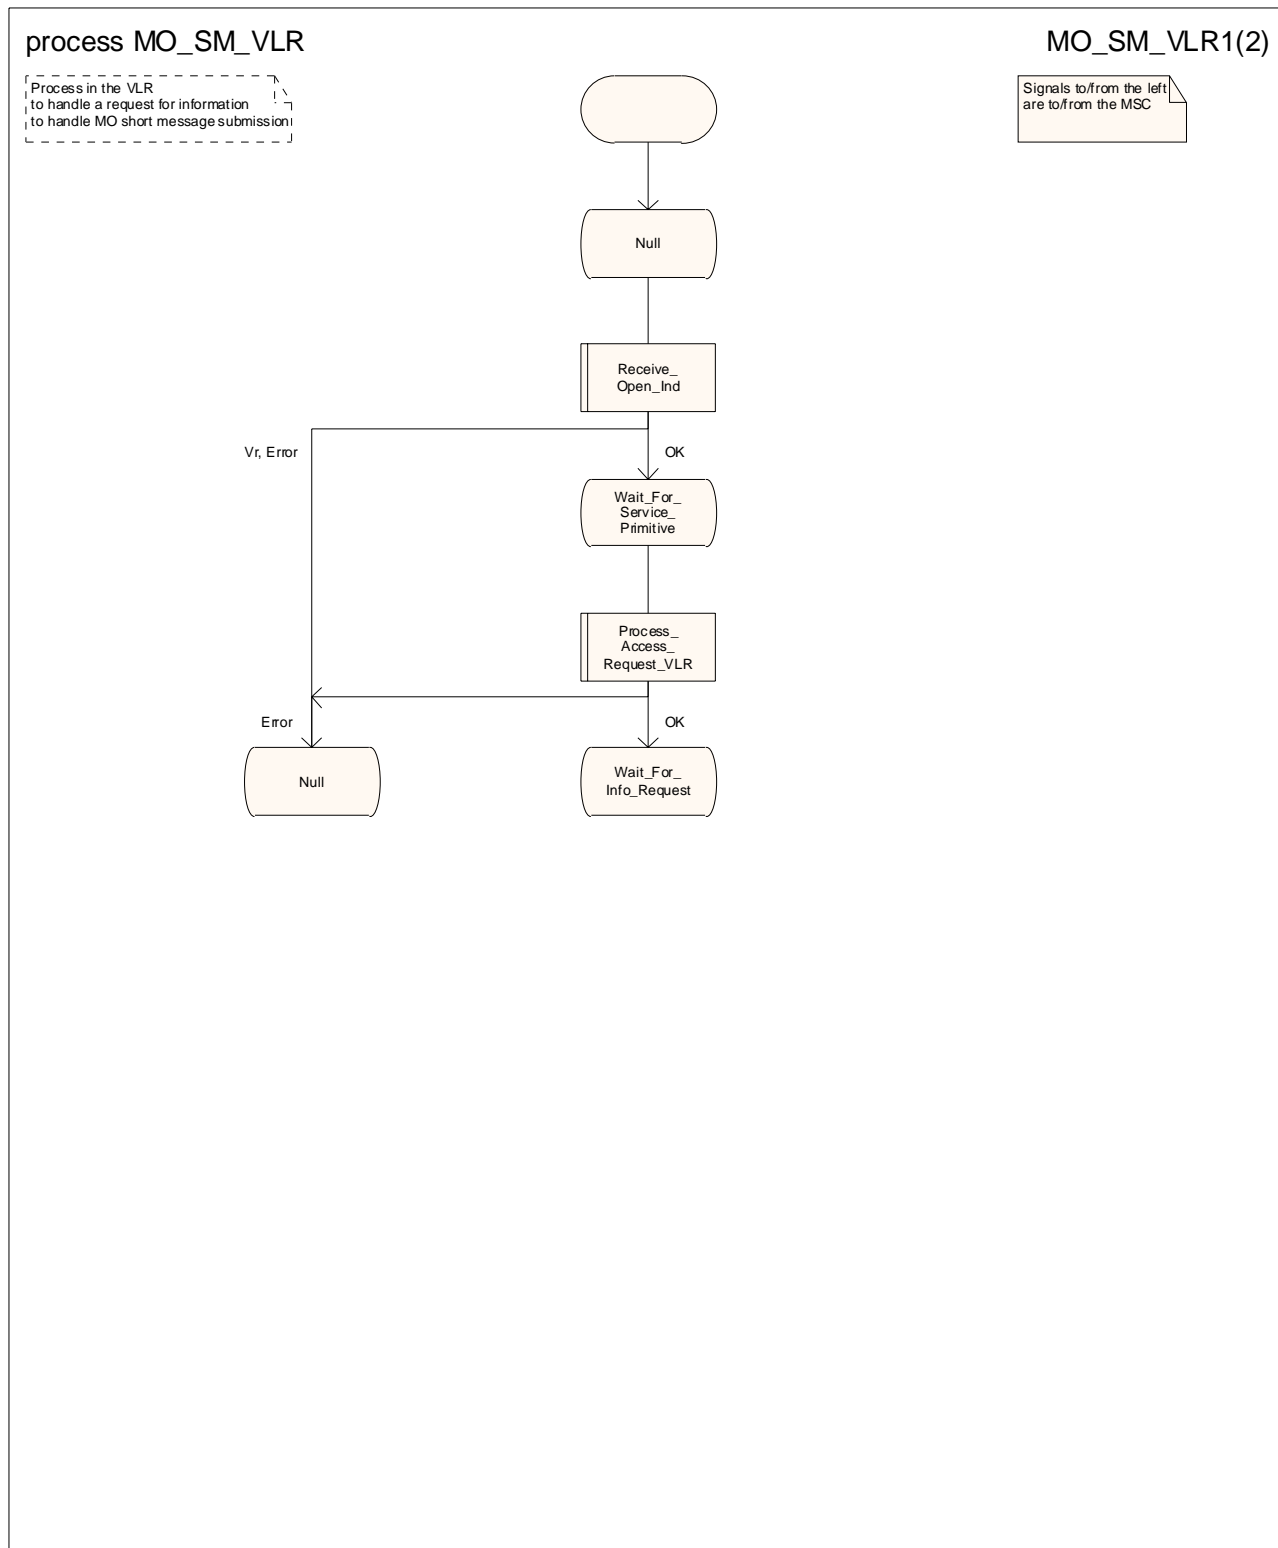 process MO_SM_VLR
MO_SM_VLR1(2)
Process in the VLR
to handle a request for information
to handle MO short message submission
Signals to/from the left
are to/from the MSC
Null
Receive_
Open_Ind
Vr, Error
OK
Wait_For_
Service_
Primitive
Process_
Access_
Request_VLR
Error
OK
Null
Wait_For_
Info_Request